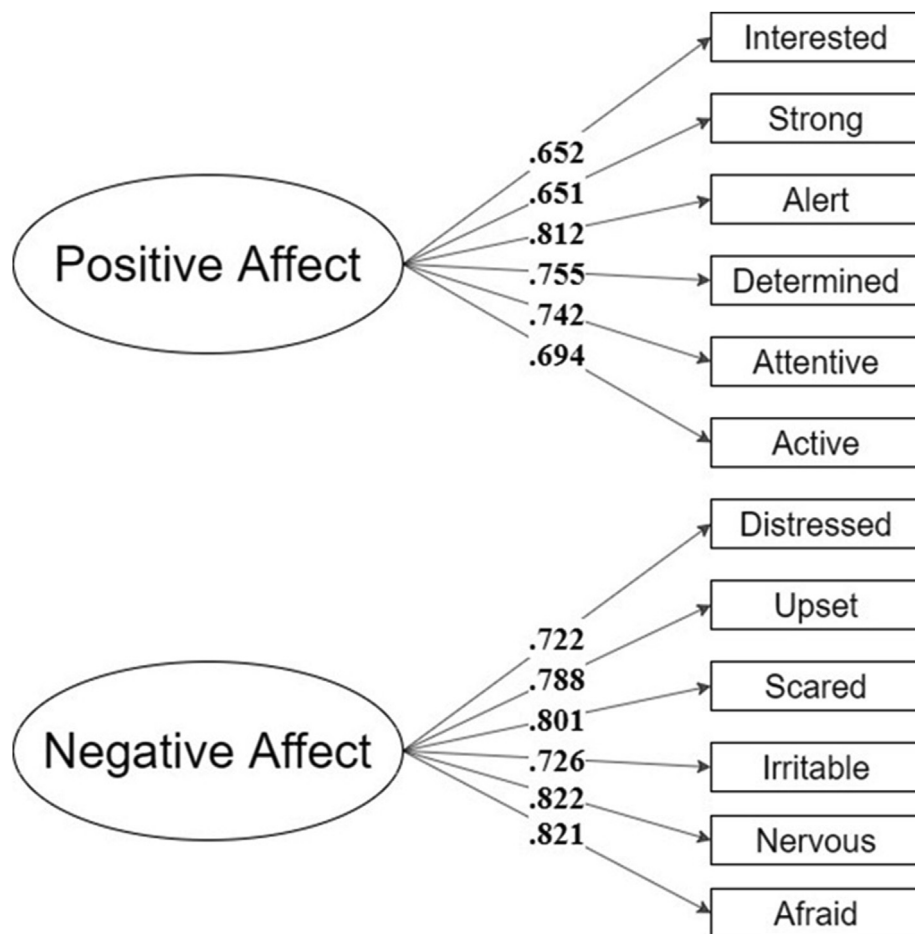 Interested
.652
Strong
.651
Alert
.812
Positive Affect
Determined
.755
Attentive
.742
Active
.694
Distressed
.722
Upset
.788
Scared
.801
Negative Affect
Irritable
.726
Nervous
.822
Afraid
.821